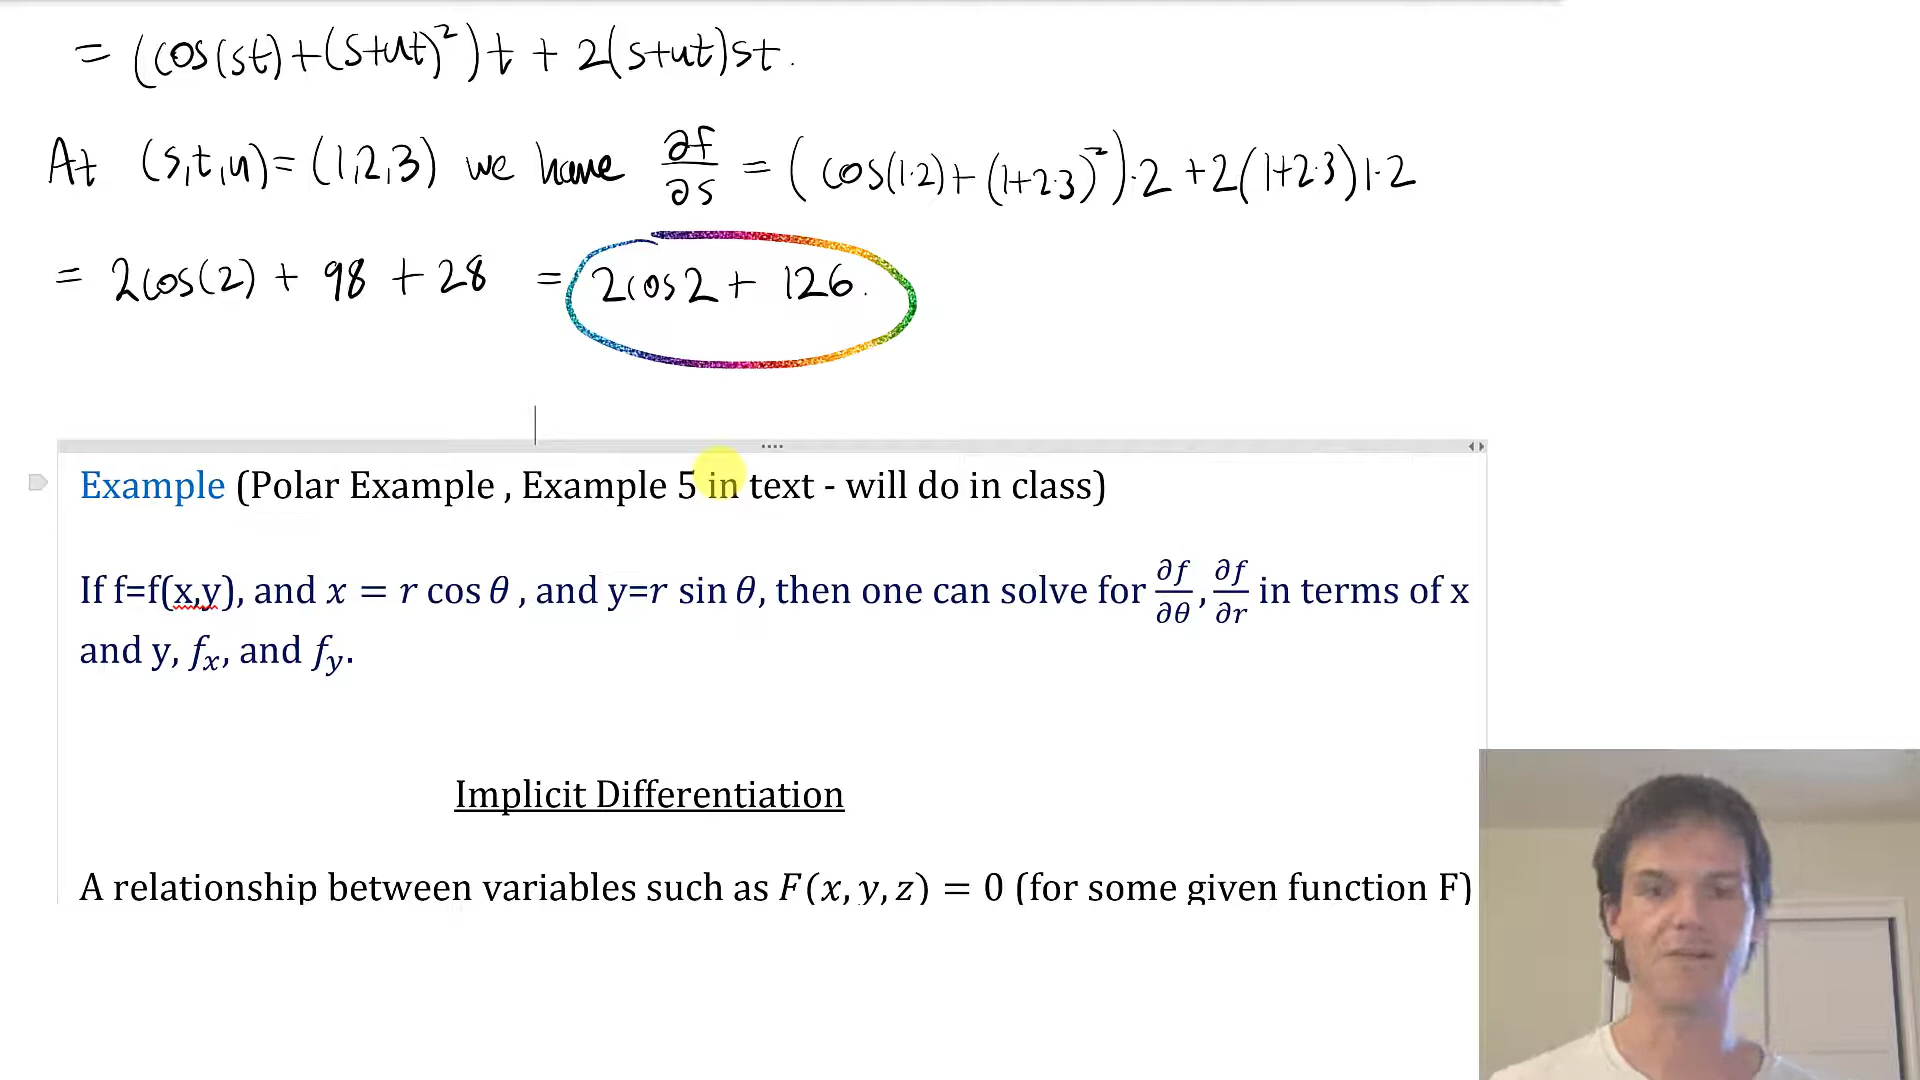 = (cos(st)+(s+ut)²)t + 2(s+ut)st.
At (s,t,u)=(1,2,3) we have ∂f/∂s = (cos(1·2)+(1+2·3)²)·2 +2(1+2·3)1·2
= 2cos(2) + 98 + 28 = 2cos2 + 126.
Example (Polar Example , Example 5 in text - will do in class)
If f=f(x,y), and x = r cos θ , and y=r sin θ, then one can solve for ∂f/∂θ, ∂f/∂r in terms of x
and y, fₓ, and f_y.
Implicit Differentiation
A relationship between variables such as F(x, y, z) = 0 (for some given function F)